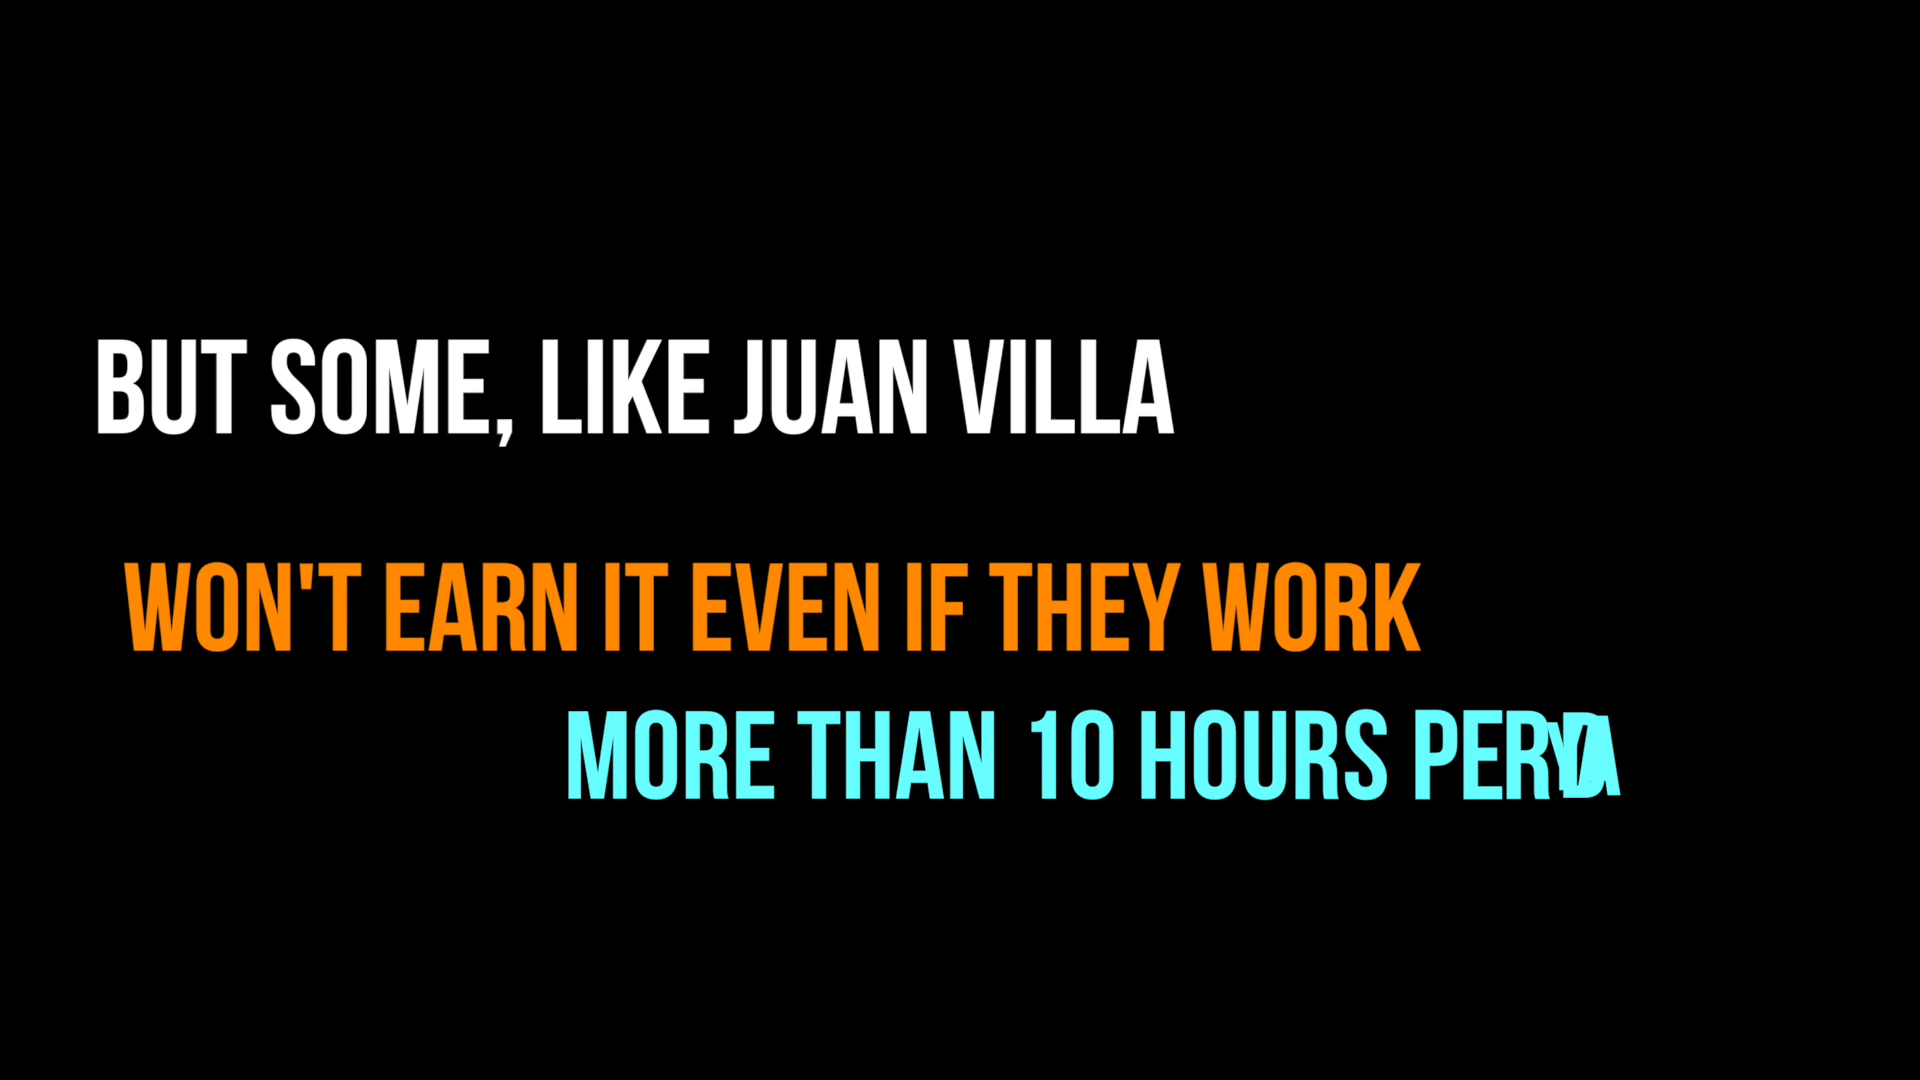 BUT SOME, LIKE JUAN VILLA
WON'T EARN IT EVEN IF THEY WORK
MORE THAN 10 HOURS PER